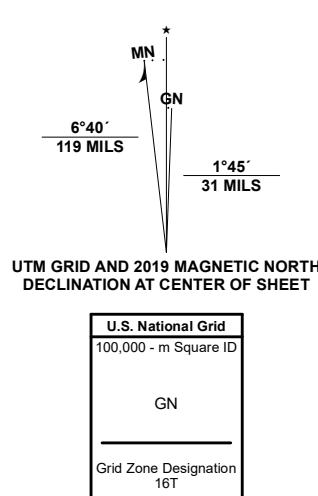 ★
MN
GN
6°40´
119 MILS
1°45´
31 MILS
UTM GRID AND 2019 MAGNETIC NORTH
DECLINATION AT CENTER OF SHEET
U.S. National Grid
100,000 - m Square ID
GN
Grid Zone Designation
16T